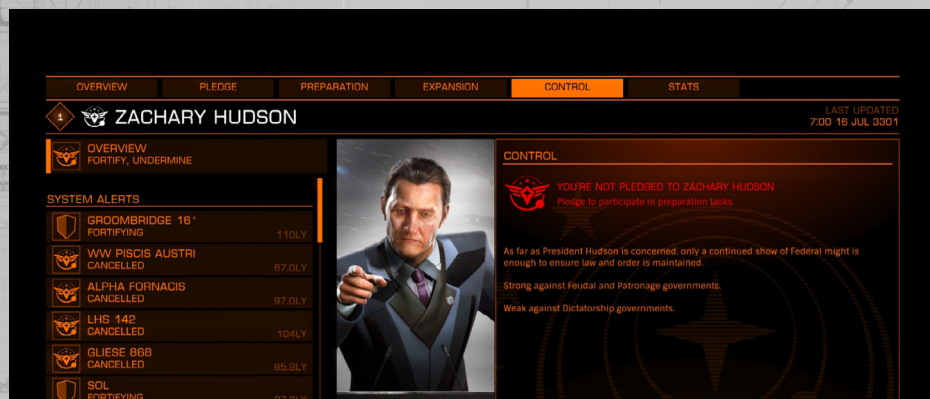 OVERVIEW PLEDGE PREPARATION EXPANSION CONTROL STATS
1 ZACHARY HUDSON
LAST UPDATED
7:00 16 JUL 3301
OVERVIEW
FORTIFY, UNDERMINE
SYSTEM ALERTS
GROOMBRIDGE 16
FORTIFYING
110LY
WW PISCIS AUSTRI
CANCELLED
87.0LY
ALPHA FORNACIS
CANCELLED
97.0LY
LHS 142
CANCELLED
104LY
GLIESE 868
CANCELLED
85.9LY
SOL
FORTIFYING
CONTROL
YOU'RE NOT PLEDGED TO ZACHARY HUDSON
Pledge to participate in preparation tasks.
As far as President Hudson is concerned, only a continued show of Federal might is
enough to ensure law and order is maintained.
Strong against Feudal and Patronage governments.
Weak against Dictatorship governments.